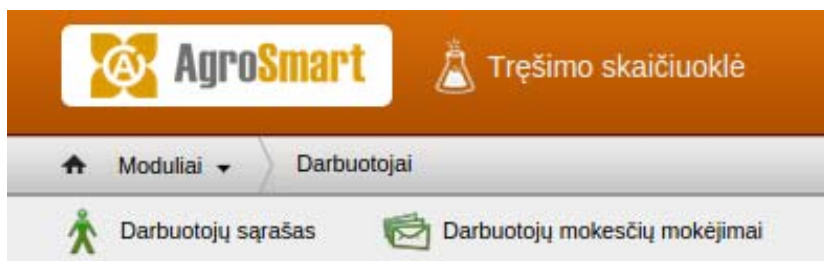 AgroSmart Tręšimo skaičiuoklė
Moduliai Darbuotojai
Darbuotojų sąrašas Darbuotojų mokesčių mokėjimai